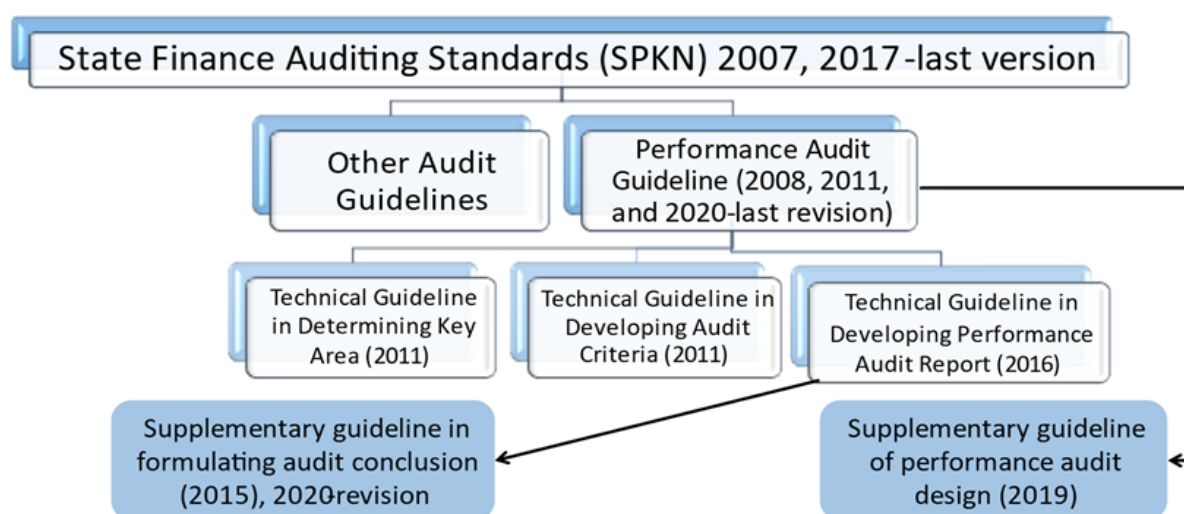 State Finance Auditing Standards (SPKN) 2007, 2017-last version
Other Audit
Guidelines
Performance Audit
Guideline (2008, 2011,
and 2020-last revision)
Technical Guideline
in Determining Key
Area (2011)
Technical Guideline in
Developing Audit
Criteria (2011)
Technical Guideline in
Developing Performance
Audit Report (2016)
Supplementary guideline in
formulating audit conclusion
(2015), 2020-revision
Supplementary guideline
of performance audit
design (2019)